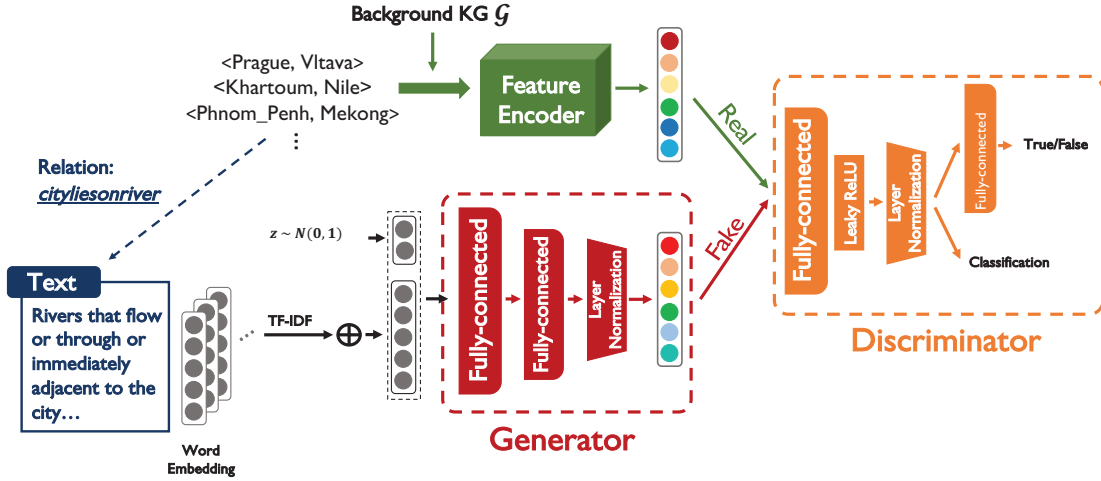 Background KG 𝒢
<Prague, Vltava>
<Khartoum, Nile>
<Phnom_Penh, Mekong>
⋮
Feature
Encoder
Real
Fake
Relation:
cityliesonriver
Text
Rivers that flow
or through or
immediately
adjacent to the
city…
Word
Embedding
...
TF-IDF
⊕
z ~ N(0, 1)
Fully-connected
Fully-connected
Layer
Normalization
Generator
Fully-connected
Leaky ReLU
Layer
Normalization
Fully-connected
True/False
Classification
Discriminator